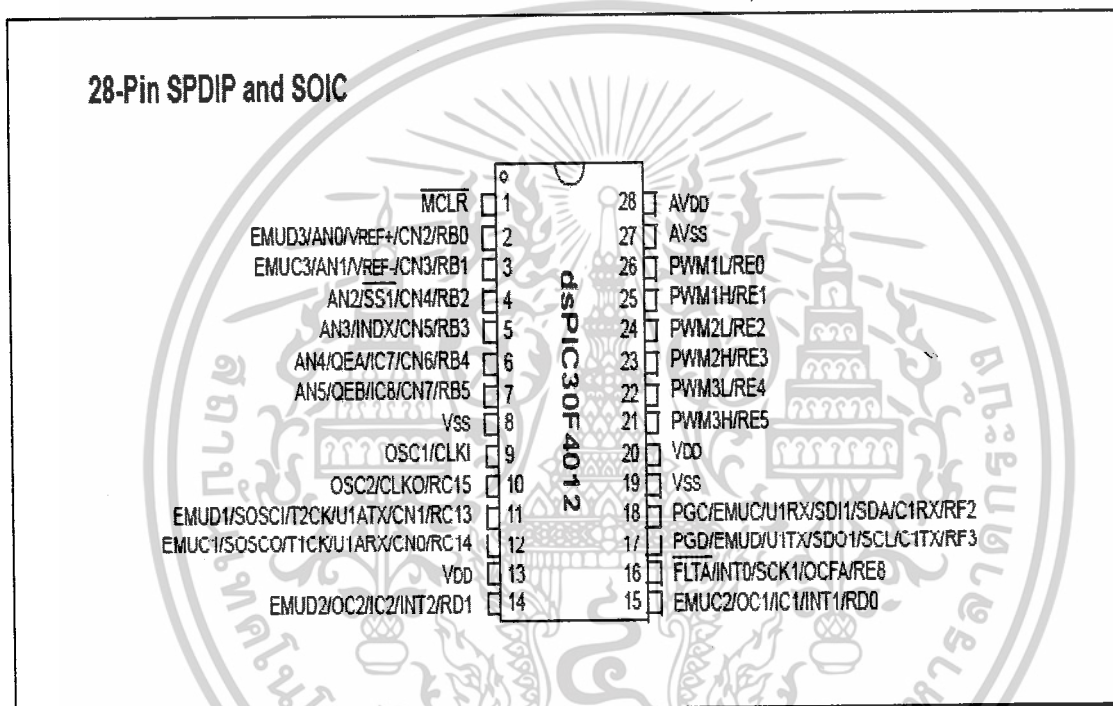 28-Pin SPDIP and SOIC
MCLR 1
EMUD3/AN0/VREF+/CN2/RB0 2
EMUC3/AN1/VREF-/CN3/RB1 3
AN2/SS1/CN4/RB2 4
AN3/INDX/CN5/RB3 5
AN4/QEA/IC7/CN6/RB4 6
AN5/QEB/IC8/CN7/RB5 7
VSS 8
OSC1/CLKI 9
OSC2/CLKO/RC15 10
EMUD1/SOSCI/T2CK/U1ATX/CN1/RC13 11
EMUC1/SOSCO/T1CK/U1ARX/CN0/RC14 12
VDD 13
EMUD2/OC2/IC2/INT2/RD1 14
dsPIC30F4012
28 AVDD
27 AVSS
26 PWM1L/RE0
25 PWM1H/RE1
24 PWM2L/RE2
23 PWM2H/RE3
22 PWM3L/RE4
21 PWM3H/RE5
20 VDD
19 VSS
18 PGC/EMUC/U1RX/SDI1/SDA/C1RX/RF2
17 PGD/EMUD/U1TX/SDO1/SCL/C1TX/RF3
16 FLTA/INT0/SCK1/OCFA/RE8
15 EMUC2/OC1/IC1/INT1/RD0